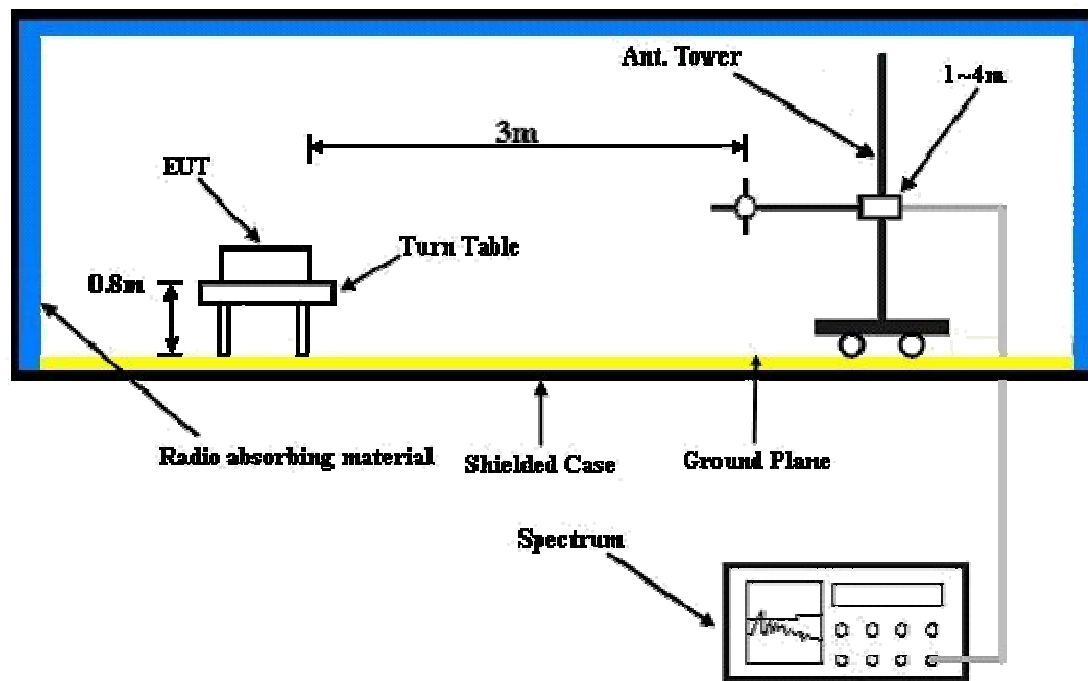 Ant. Tower
1~4m
3m
EUT
Turn Table
0.8m
Radio absorbing material
Shielded Case
Ground Plane
Spectrum